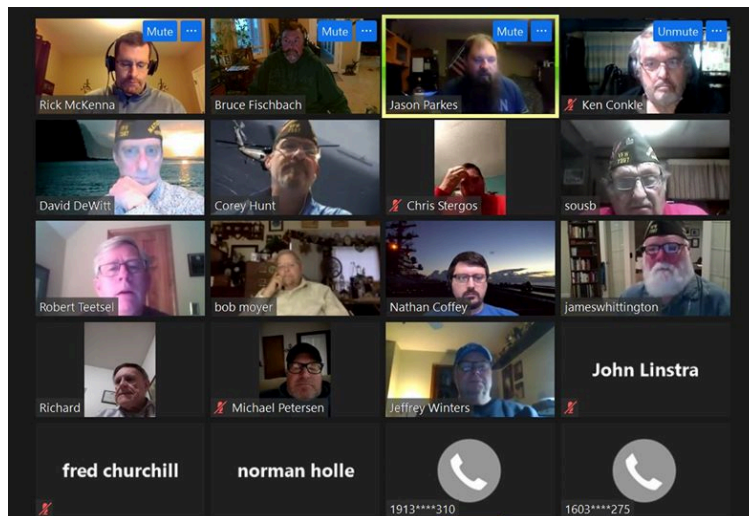 Mute ...
Mute ...
Mute ...
Unmute ...
Rick McKenna
Bruce Fischbach
Jason Parkes
Ken Conkle
David DeWitt
Corey Hunt
Chris Stergos
sousb
Robert Teetsel
bob moyer
Nathan Coffey
jameswhittington
Richard
Michael Petersen
Jeffrey Winters
John Linstra
fred churchill
norman holle
1913****310
1603****275